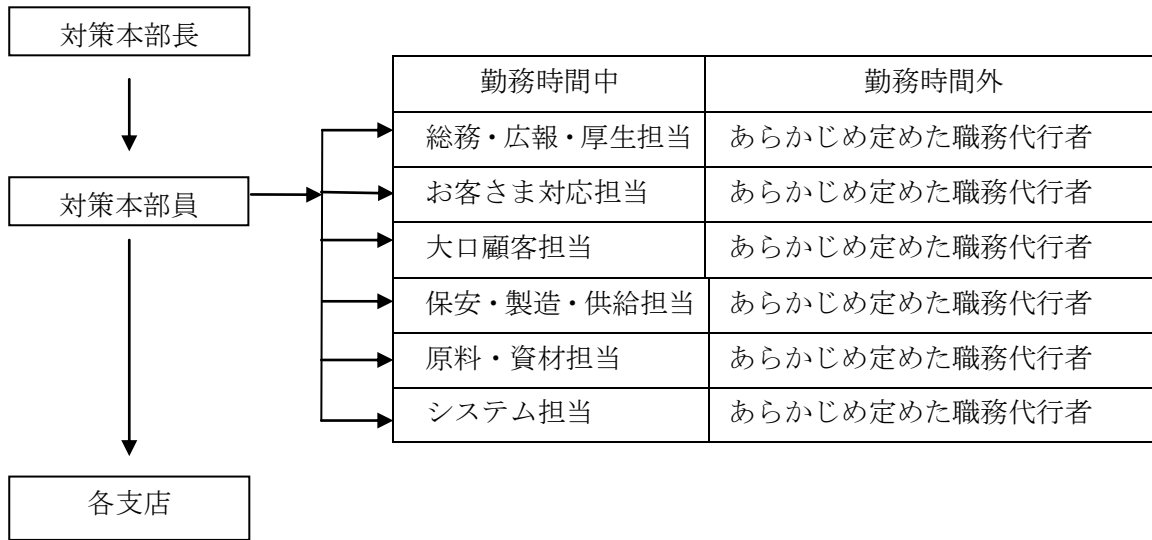 対策本部長
対策本部員
各支店
勤務時間中 勤務時間外
総務・広報・厚生担当 あらかじめ定めた職務代行者
お客さま対応担当 あらかじめ定めた職務代行者
大口顧客担当 あらかじめ定めた職務代行者
保安・製造・供給担当 あらかじめ定めた職務代行者
原料・資材担当 あらかじめ定めた職務代行者
システム担当 あらかじめ定めた職務代行者